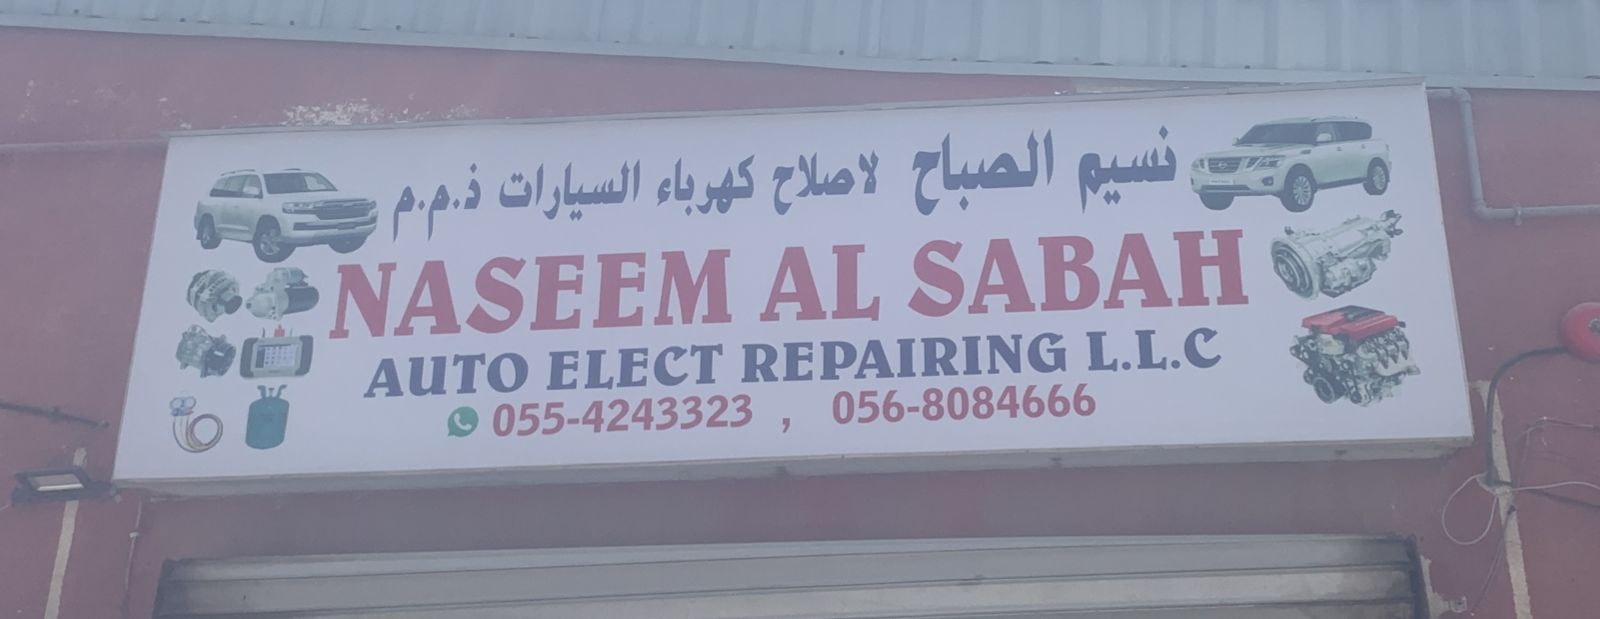 نسيم الصباح لاصلاح كهرباء السيارات ذ.م.م
NASEEM AL SABAH
AUTO ELECT REPAIRING L.L.C
055-4243323 , 056-8084666